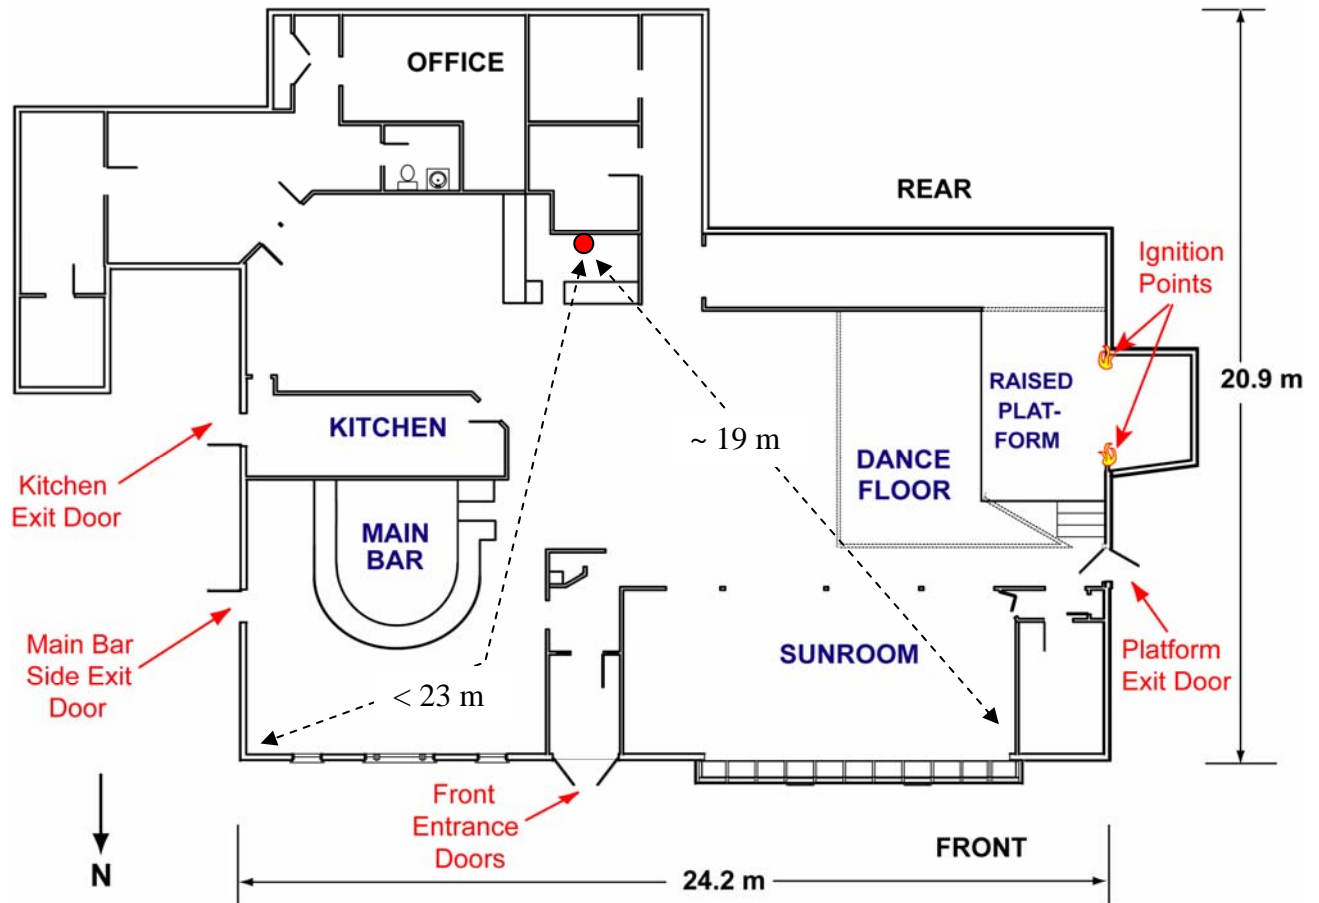 OFFICE
REAR
Ignition
Points
20.9 m
RAISED
PLAT-
FORM
KITCHEN
~ 19 m
DANCE
FLOOR
Kitchen
Exit Door
MAIN
BAR
Main Bar
Side Exit
Door
SUNROOM
Platform
Exit Door
< 23 m
Front
Entrance
Doors
N
FRONT
24.2 m